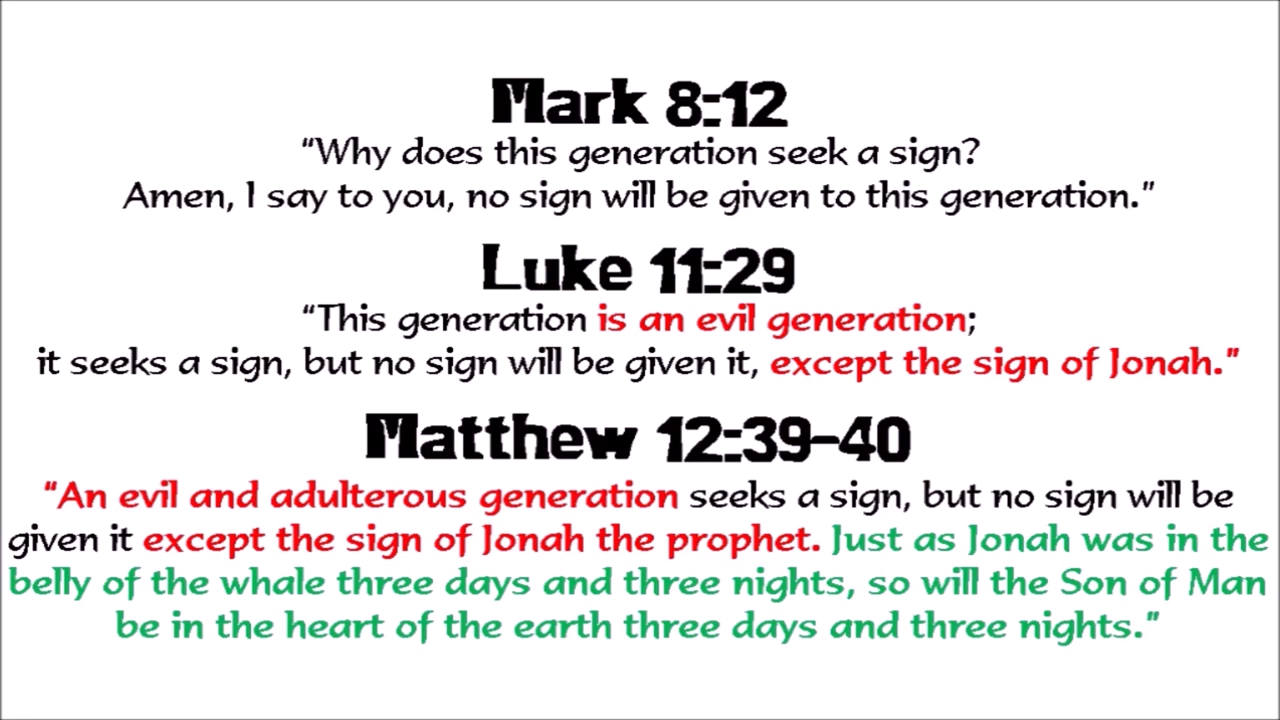 Mark 8:12
"Why does this generation seek a sign?
Amen, I say to you, no sign will be given to this generation."
Luke 11:29
"This generation is an evil generation;
it seeks a sign, but no sign will be given it, except the sign of Jonah."
Matthew 12:39-40
"An evil and adulterous generation seeks a sign, but no sign will be
given it except the sign of Jonah the prophet. Just as Jonah was in the
belly of the whale three days and three nights, so will the Son of Man
be in the heart of the earth three days and three nights."